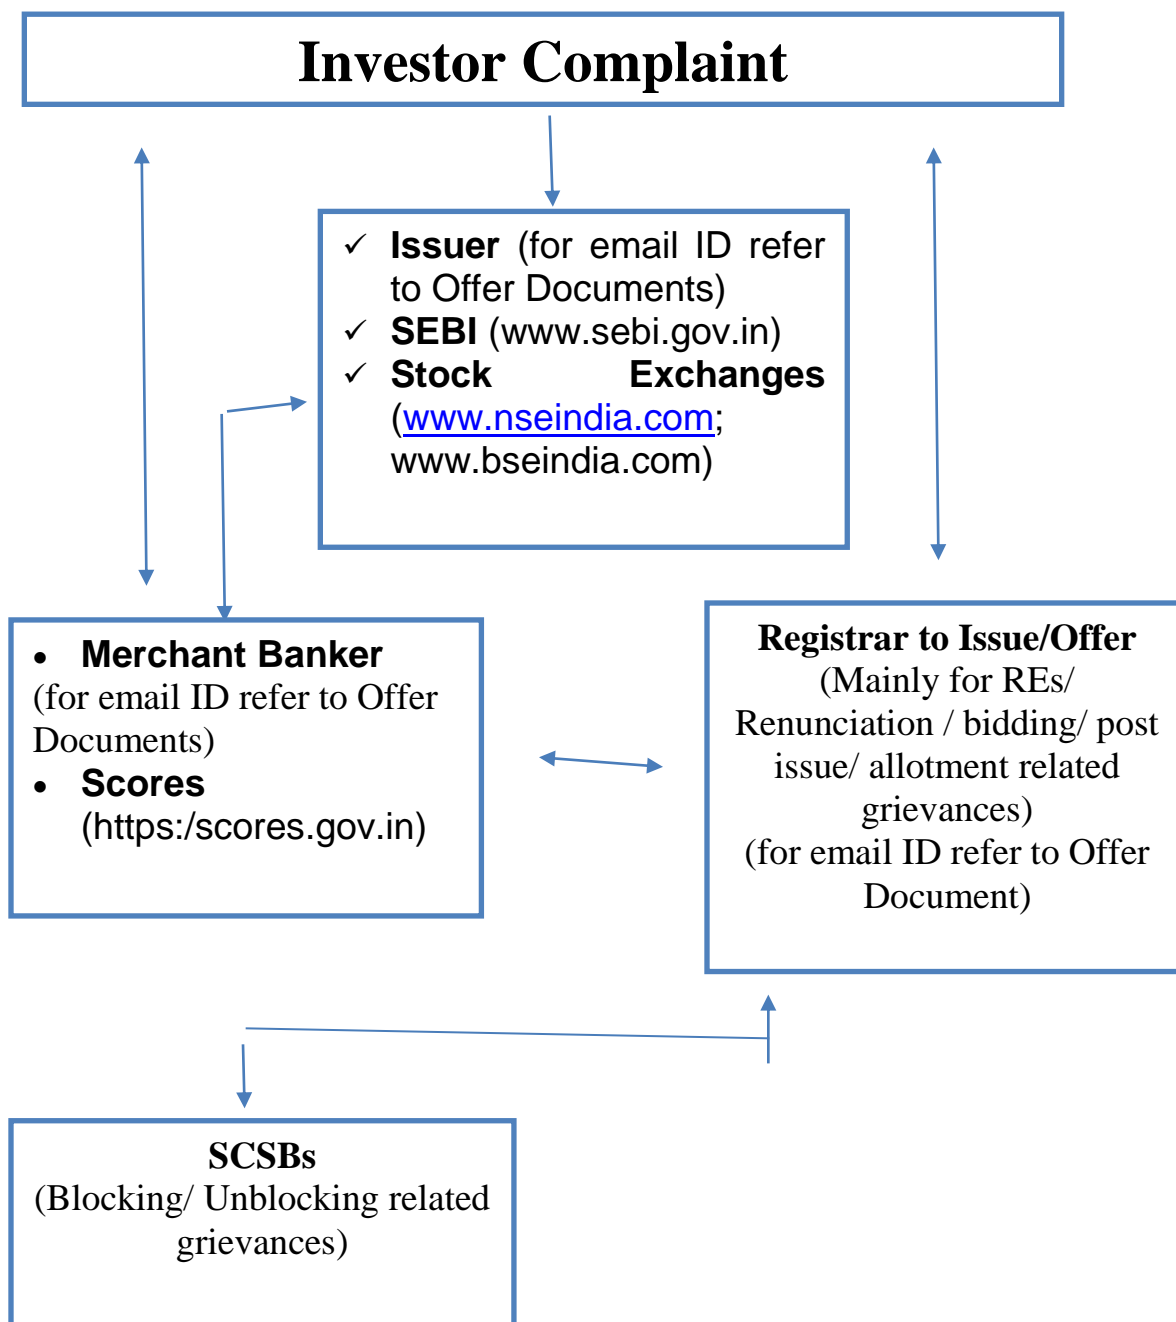 Investor Complaint
✓ Issuer (for email ID refer
to Offer Documents)
✓ SEBI (www.sebi.gov.in)
✓ Stock Exchanges
(www.nseindia.com;
www.bseindia.com)
• Merchant Banker
(for email ID refer to Offer
Documents)
• Scores
(https:/scores.gov.in)
Registrar to Issue/Offer
(Mainly for REs/
Renunciation / bidding/ post
issue/ allotment related
grievances)
(for email ID refer to Offer
Document)
SCSBs
(Blocking/ Unblocking related
grievances)